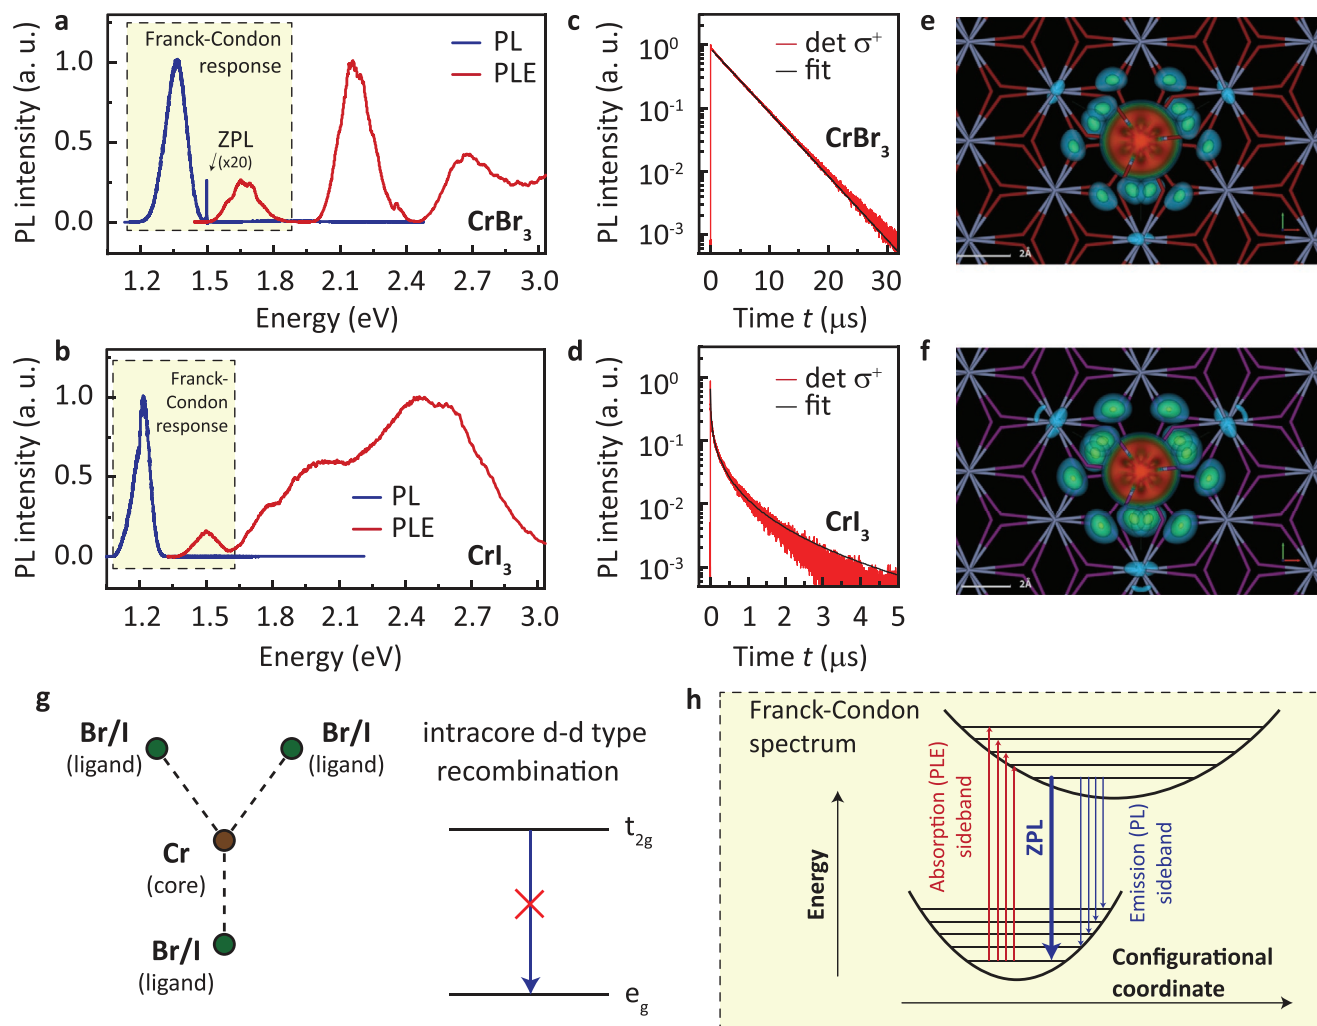 a
PL intensity (a. u.)
1.0
0.5
0.0
Franck-Condon
response
ZPL
(x20)
PL
PLE
CrBr3
1.2 1.5 1.8 2.1 2.4 2.7 3.0
Energy (eV)
b
PL intensity (a. u.)
1.0
0.5
0.0
Franck-
Condon
response
PL
PLE
CrI3
1.2 1.5 1.8 2.1 2.4 2.7 3.0
Energy (eV)
c
PL intensity (a. u.)
10^0
10^-1
10^-2
10^-3
det σ+
fit
CrBr3
0 10 20 30
Time t (μs)
d
PL intensity (a. u.)
10^0
10^-1
10^-2
10^-3
det σ+
fit
CrI3
0 1 2 3 4 5
Time t (μs)
e
2Å
f
2Å
g
Br/I
(ligand)
Br/I
(ligand)
Cr
(core)
Br/I
(ligand)
intracore d-d type
recombination
t2g
eg
h
Franck-Condon
spectrum
Energy
Absorption (PLE)
sideband
ZPL
Emission (PL)
sideband
Configurational
coordinate